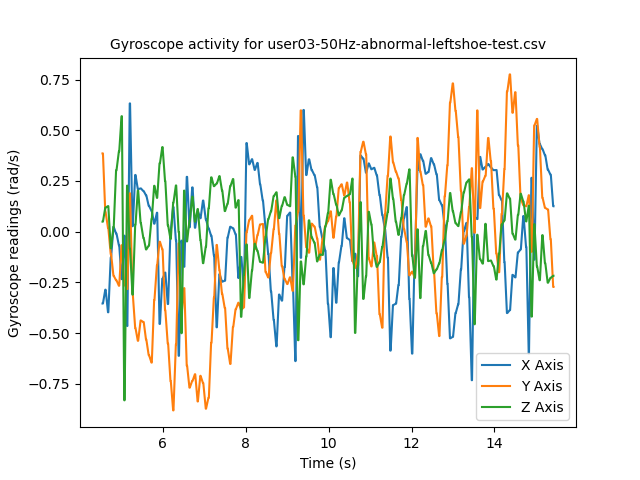 Gyroscope activity for user03-50Hz-abnormal-leftshoe-test.csv
0.75
0.50
0.25
0.00
−0.25
−0.50
−0.75
Gyroscope readings (rad/s)
6
8
10
12
14
Time (s)
X Axis
Y Axis
Z Axis